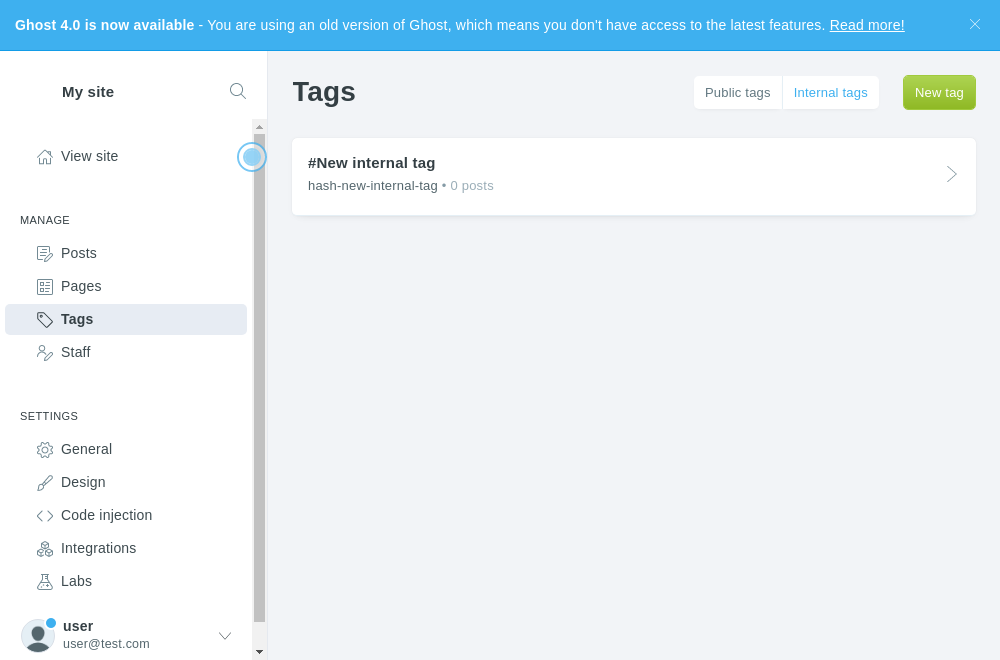 Ghost 4.0 is now available - You are using an old version of Ghost, which means you don't have access to the latest features. Read more!
My site
View site
MANAGE
Posts
Pages
Tags
Staff
SETTINGS
General
Design
Code injection
Integrations
Labs
user
user@test.com
Tags
Public tags
Internal tags
New tag
#New internal tag
hash-new-internal-tag • 0 posts